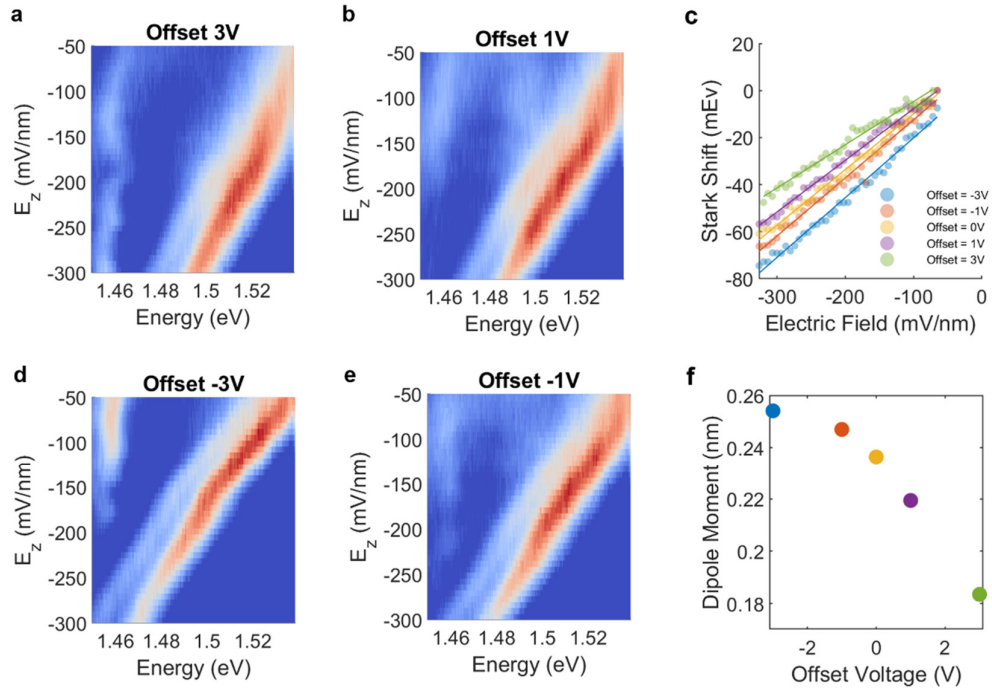 a
Offset 3V
-50
-100
-150
-200
-250
-300
E_z (mV/nm)
1.46 1.48 1.5 1.52
Energy (eV)
b
Offset 1V
-50
-100
-150
-200
-250
-300
E_z (mV/nm)
1.46 1.48 1.5 1.52
Energy (eV)
c
20
0
-20
-40
-60
-80
Stark Shift (mEv)
Offset = -3V
Offset = -1V
Offset = 0V
Offset = 1V
Offset = 3V
-300 -200 -100 0
Electric Field (mV/nm)
d
Offset -3V
-50
-100
-150
-200
-250
-300
E_z (mV/nm)
1.46 1.48 1.5 1.52
Energy (eV)
e
Offset -1V
-50
-100
-150
-200
-250
-300
E_z (mV/nm)
1.46 1.48 1.5 1.52
Energy (eV)
f
0.26
0.24
0.22
0.2
0.18
Dipole Moment (nm)
-2 0 2
Offset Voltage (V)